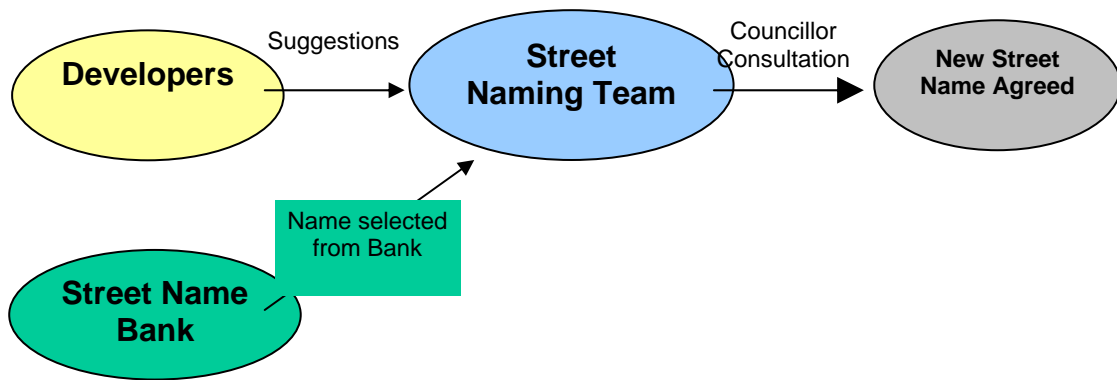 Developers
Suggestions
Street
Naming Team
Councillor
Consultation
New Street
Name Agreed
Name selected
from Bank
Street Name
Bank